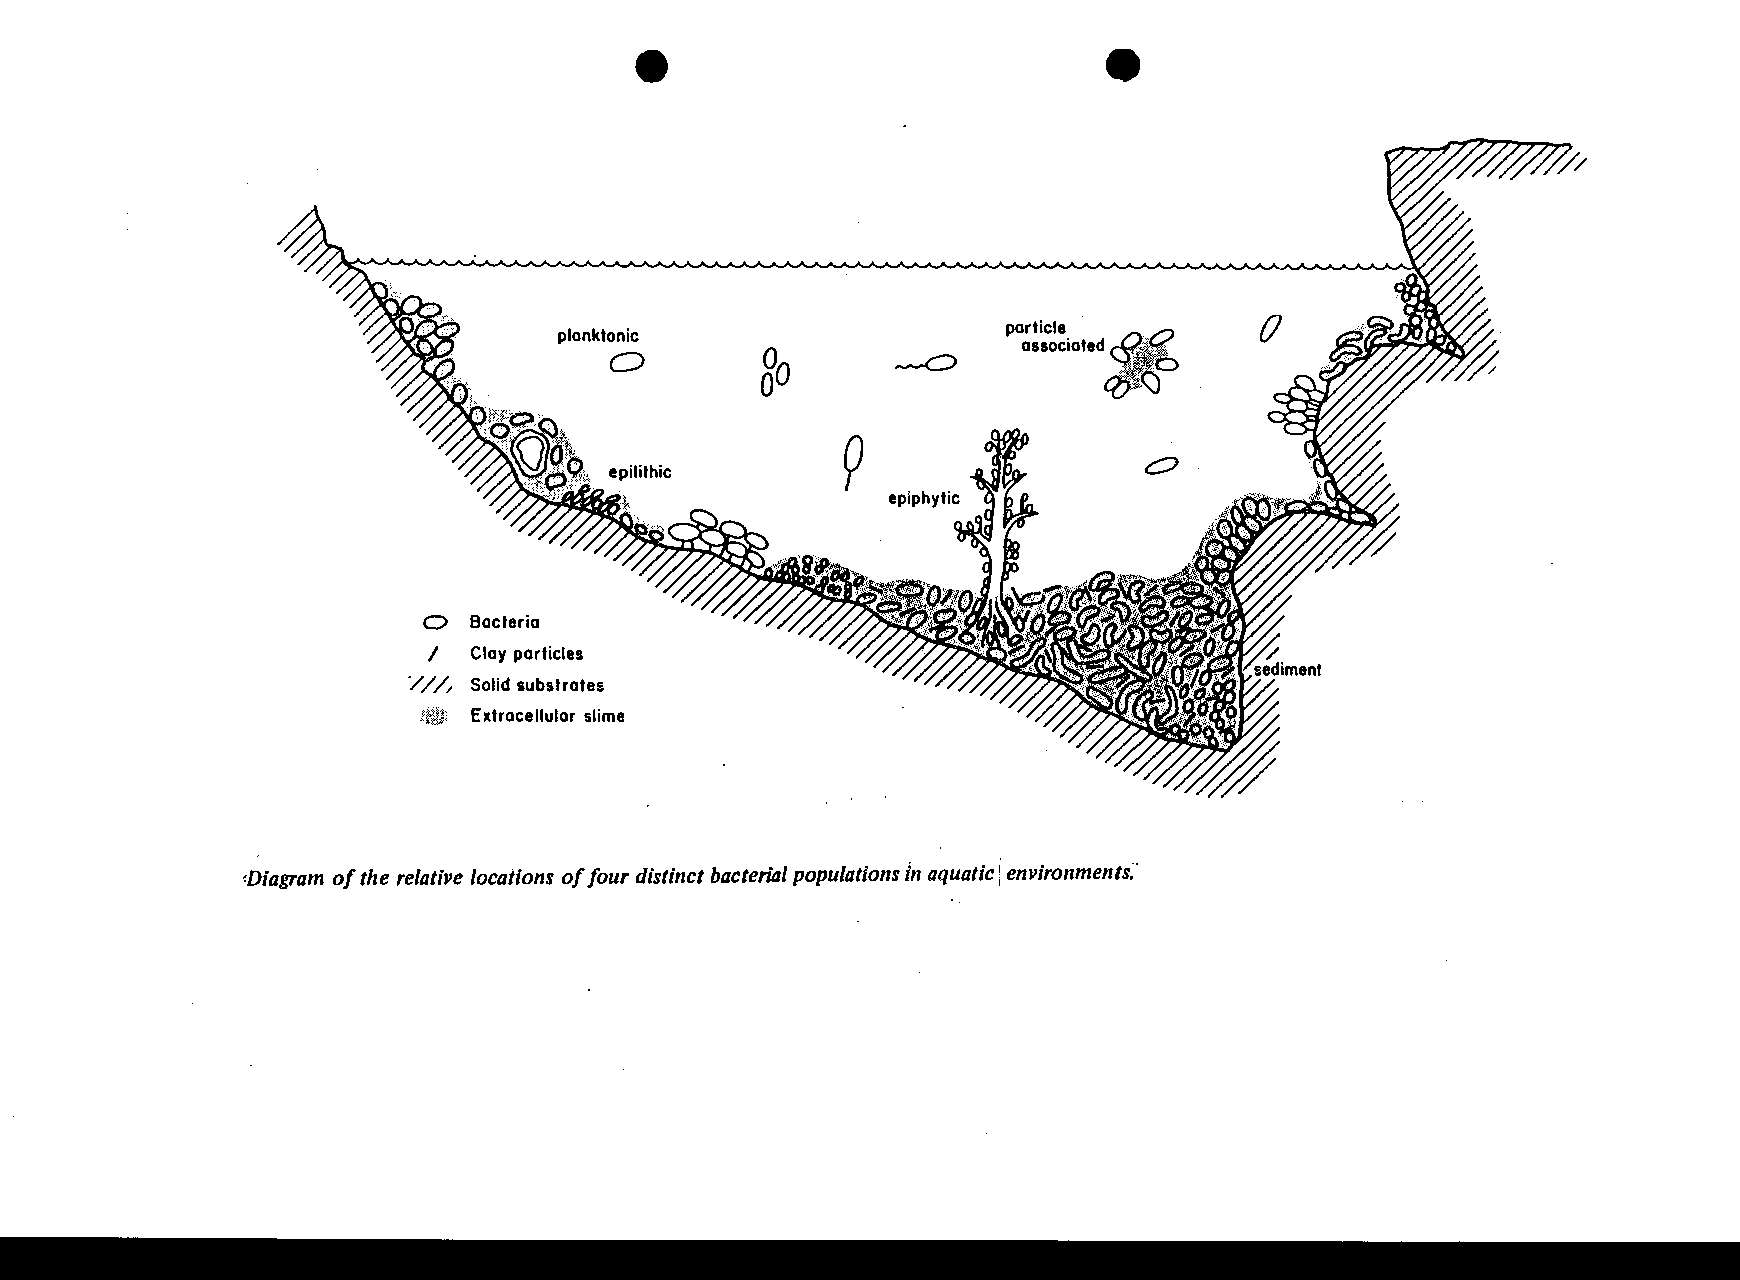 planktonic
particle
associated
epilithic
epiphytic
Bacteria
Clay particles
Solid substrates
Extracellular slime
sediment
Diagram of the relative locations of four distinct bacterial populations in aquatic environments.